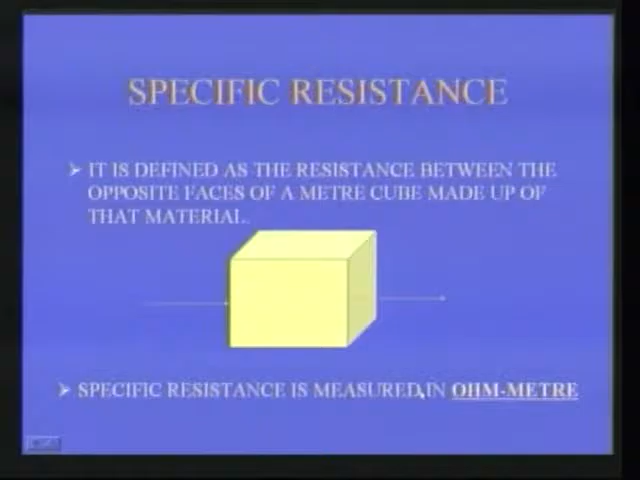 SPECIFIC RESISTANCE
IT IS DEFINED AS THE RESISTANCE BETWEEN THE
OPPOSITE FACES OF A METRE CUBE MADE UP OF
THAT MATERIAL.
SPECIFIC RESISTANCE IS MEASURED IN OHM-METRE